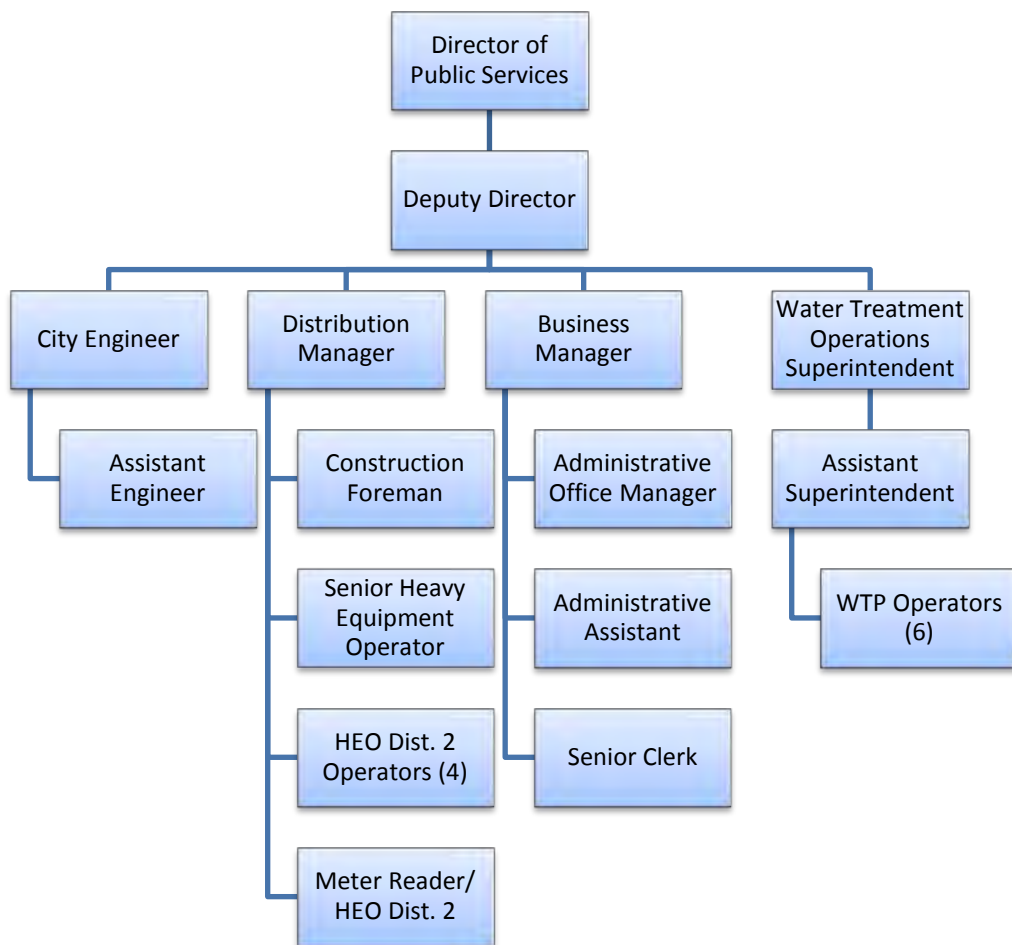 Director of
Public Services
Deputy Director
City Engineer
Distribution
Manager
Business
Manager
Water Treatment
Operations
Superintendent
Assistant
Engineer
Construction
Foreman
Administrative
Office Manager
Assistant
Superintendent
Senior Heavy
Equipment
Operator
Administrative
Assistant
WTP Operators
(6)
HEO Dist. 2
Operators (4)
Senior Clerk
Meter Reader/
HEO Dist. 2